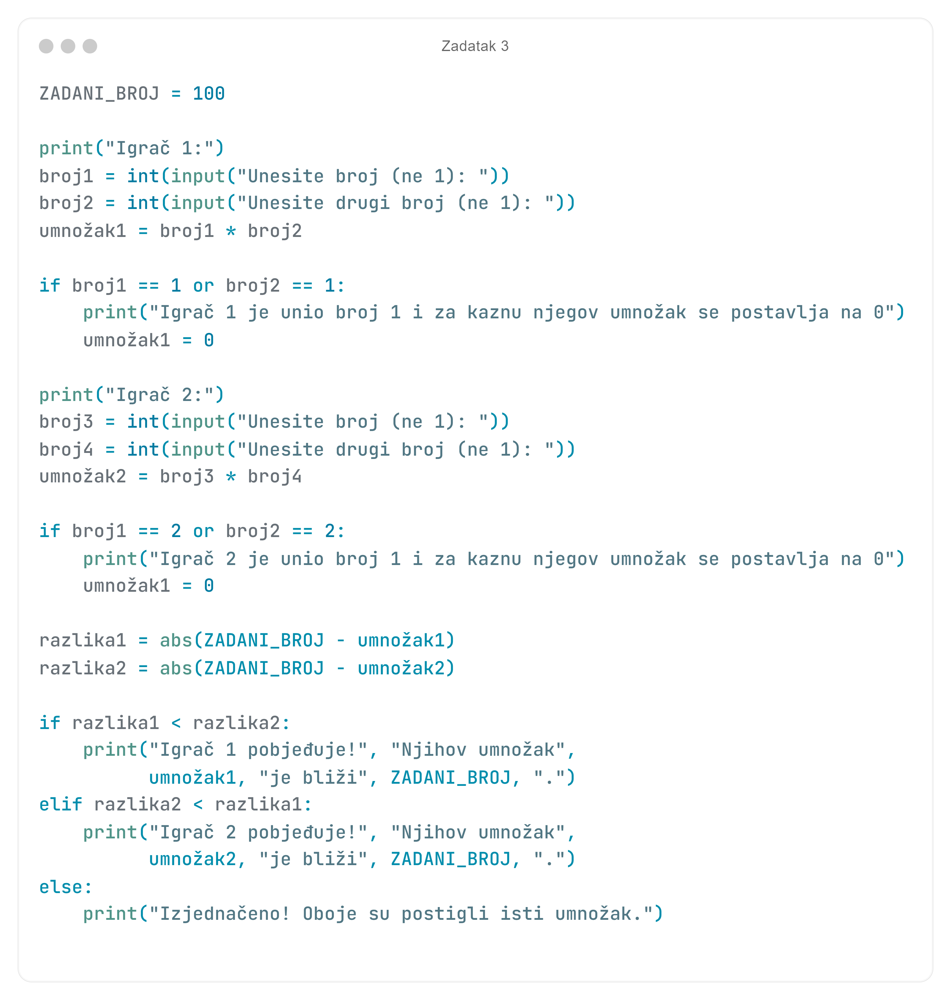 Zadatak 3
ZADANI_BROJ = 100
print("Igrač 1:")
broj1 = int(input("Unesite broj (ne 1): "))
broj2 = int(input("Unesite drugi broj (ne 1): "))
umnožak1 = broj1 * broj2
if broj1 == 1 or broj2 == 1:
    print("Igrač 1 je unio broj 1 i za kaznu njegov umnožak se postavlja na 0")
    umnožak1 = 0
print("Igrač 2:")
broj3 = int(input("Unesite broj (ne 1): "))
broj4 = int(input("Unesite drugi broj (ne 1): "))
umnožak2 = broj3 * broj4
if broj1 == 2 or broj2 == 2:
    print("Igrač 2 je unio broj 1 i za kaznu njegov umnožak se postavlja na 0")
    umnožak1 = 0
razlika1 = abs(ZADANI_BROJ - umnožak1)
razlika2 = abs(ZADANI_BROJ - umnožak2)
if razlika1 < razlika2:
    print("Igrač 1 pobjeđuje!", "Njihov umnožak",
          umnožak1, "je bliži", ZADANI_BROJ, ".")
elif razlika2 < razlika1:
    print("Igrač 2 pobjeđuje!", "Njihov umnožak",
          umnožak2, "je bliži", ZADANI_BROJ, ".")
else:
    print("Izjednačeno! Oboje su postigli isti umnožak.")